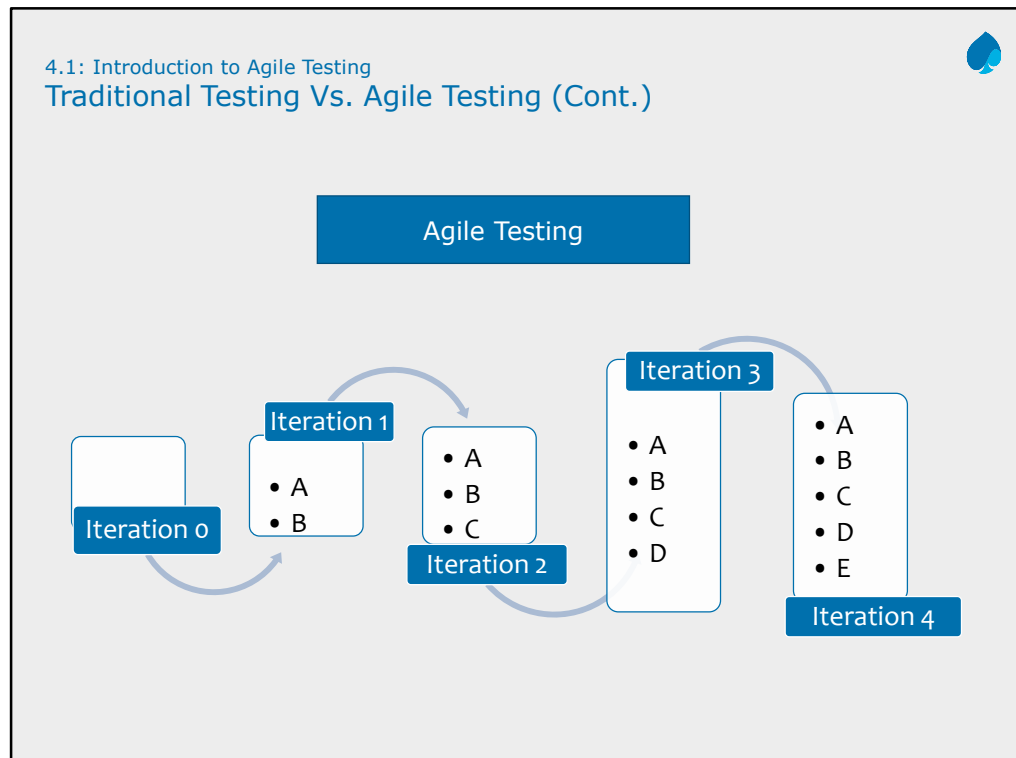 4.1: Introduction to Agile Testing
Traditional Testing Vs. Agile Testing (Cont.)
Agile Testing
Iteration 0
Iteration 1
• A
• B
• A
• B
• C
Iteration 2
Iteration 3
• A
• B
• C
• D
• A
• B
• C
• D
• E
Iteration 4